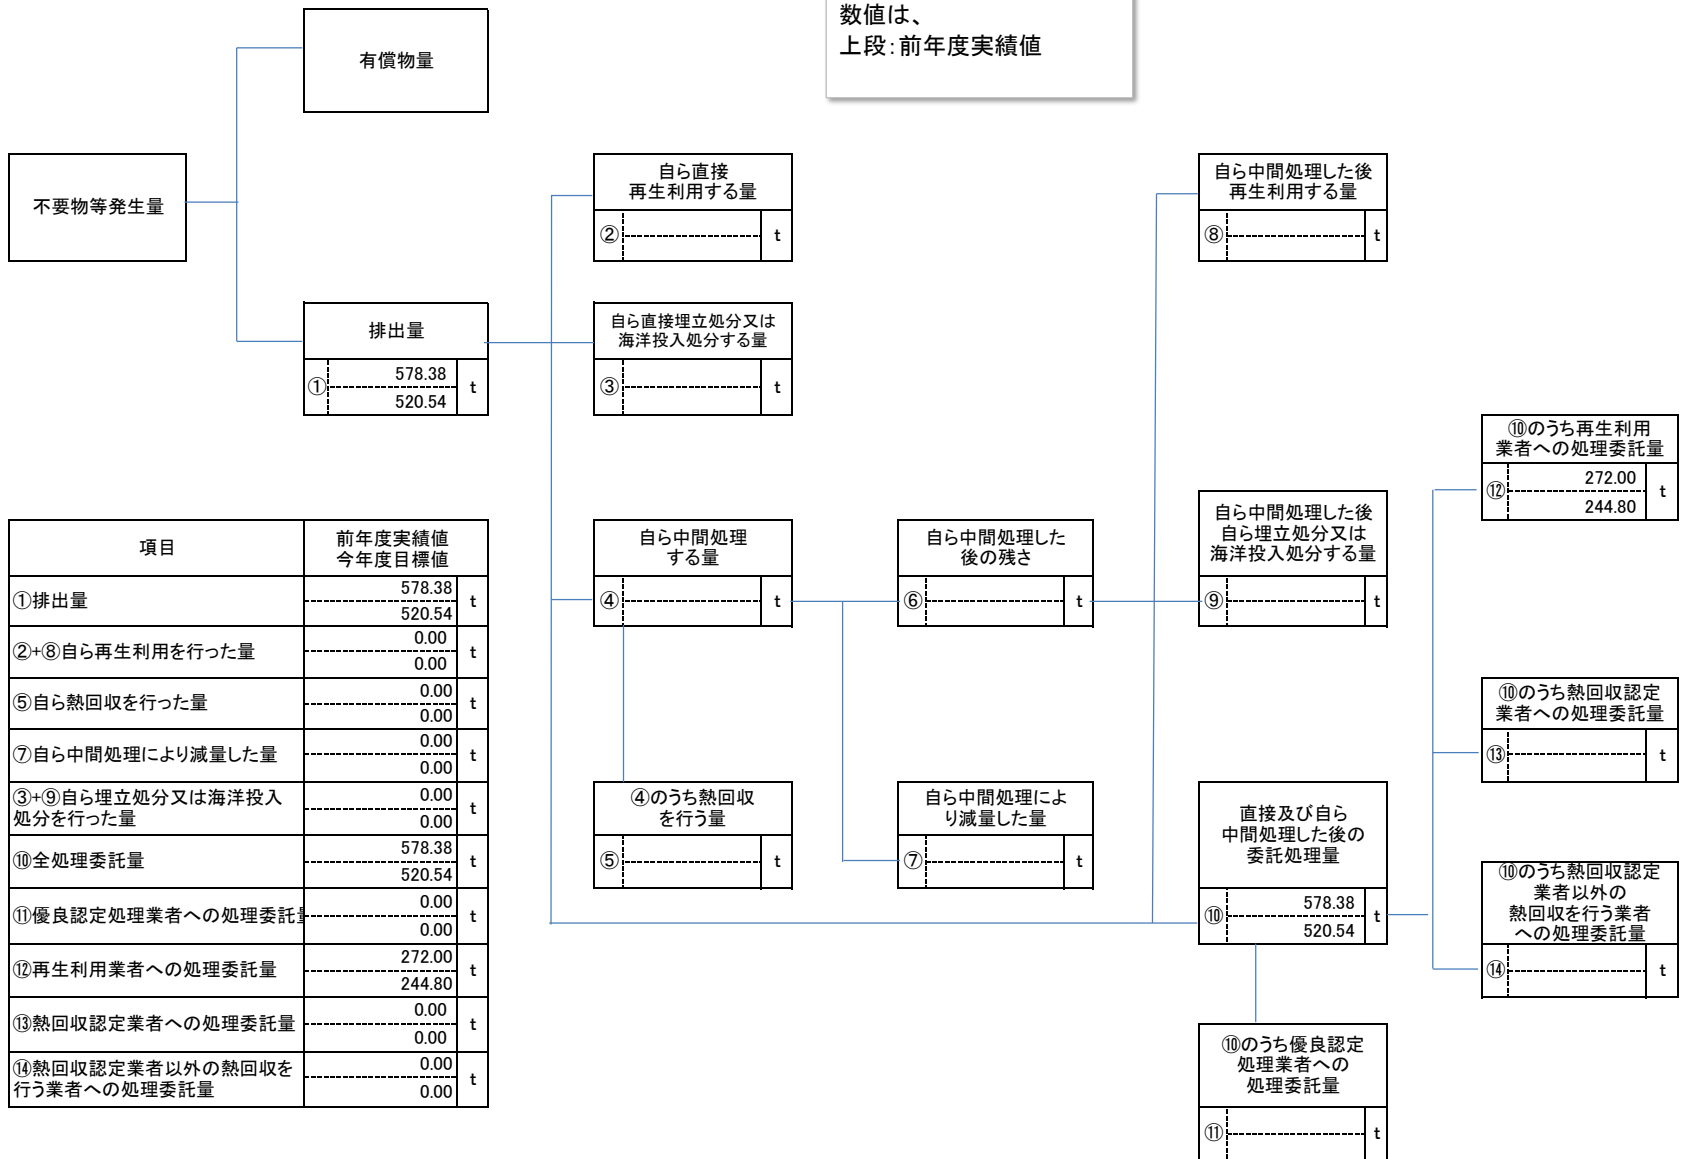 数値は、
上段：前年度実績値
有償物量
不要物等発生量
排出量
①
578.38
520.54
t
自ら直接
再生利用する量
②
t
自ら直接埋立処分又は
海洋投入処分する量
③
t
自ら中間処理
する量
④
t
④のうち熱回収
を行う量
⑤
t
自ら中間処理した
後の残さ
⑥
t
自ら中間処理によ
り減量した量
⑦
t
自ら中間処理した後
再生利用する量
⑧
t
自ら中間処理した後
自ら埋立処分又は
海洋投入処分する量
⑨
t
直接及び自ら
中間処理した後の
委託処理量
⑩
578.38
520.54
t
⑩のうち優良認定
処理業者への
処理委託量
⑪
t
⑩のうち再生利用
業者への処理委託量
⑫
272.00
244.80
t
⑩のうち熱回収認定
業者への処理委託量
⑬
t
⑩のうち熱回収認定
業者以外の
熱回収を行う業者
への処理委託量
⑭
t
項目
前年度実績値
今年度目標値
①排出量
578.38
520.54
t
②+⑧自ら再生利用を行った量
0.00
0.00
t
⑤自ら熱回収を行った量
0.00
0.00
t
⑦自ら中間処理により減量した量
0.00
0.00
t
③+⑨自ら埋立処分又は海洋投入
処分を行った量
0.00
0.00
t
⑩全処理委託量
578.38
520.54
t
⑪優良認定処理業者への処理委託量
0.00
0.00
t
⑫再生利用業者への処理委託量
272.00
244.80
t
⑬熱回収認定業者への処理委託量
0.00
0.00
t
⑭熱回収認定業者以外の熱回収を
行う業者への処理委託量
0.00
0.00
t